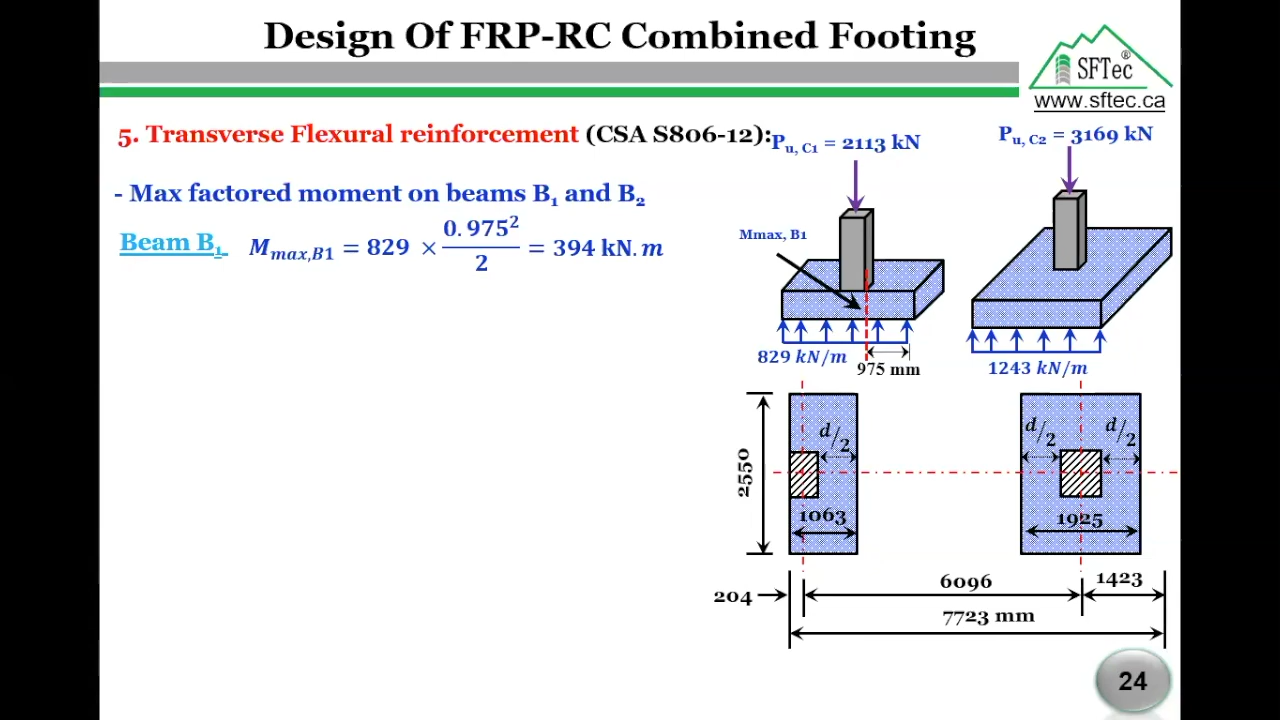 Design Of FRP-RC Combined Footing
SFTec®
www.sftec.ca
5. Transverse Flexural reinforcement (CSA S806-12):
- Max factored moment on beams B₁ and B₂
Beam B₁ M_max,B1 = 829 × 0.975²/2 = 394 kN.m
P_u, C1 = 2113 kN
P_u, C2 = 3169 kN
Mmax, B1
829 kN/m
975 mm
1243 kN/m
d/2
d/2
d/2
2550
1063
1925
204
6096
1423
7723 mm
24